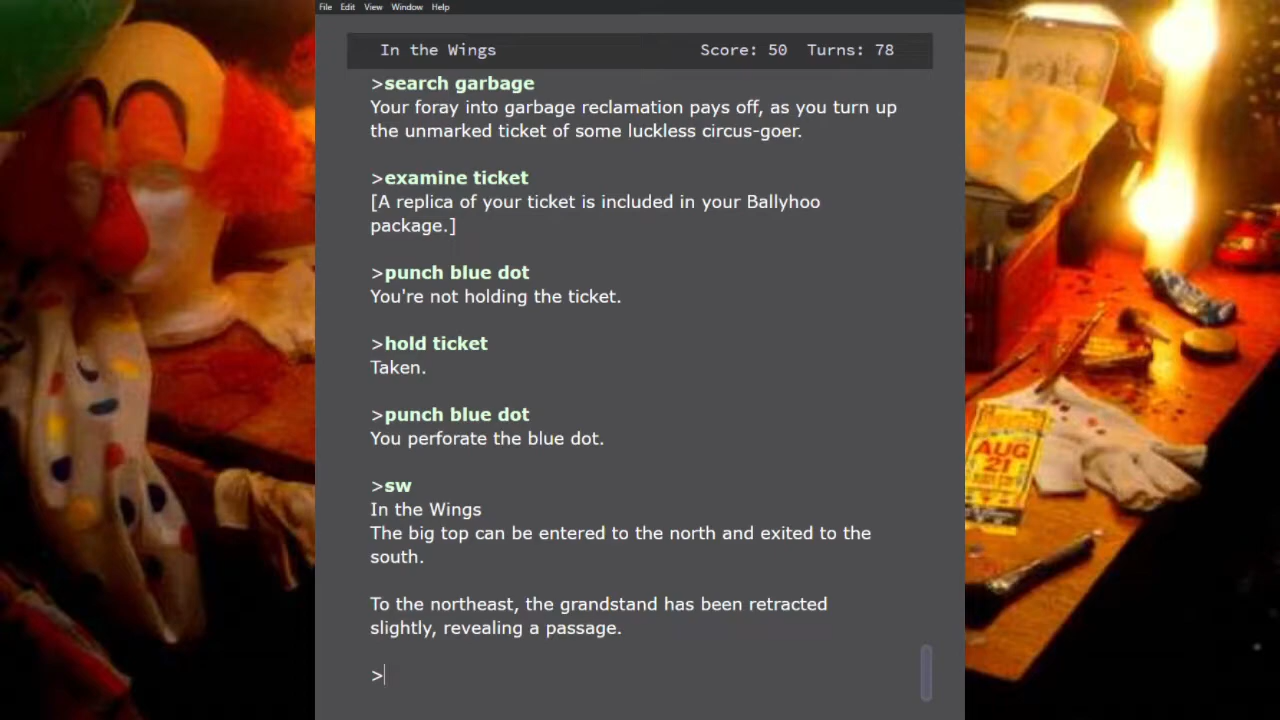 File Edit View Window Help
In the Wings Score: 50 Turns: 78
>search garbage
Your foray into garbage reclamation pays off, as you turn up
the unmarked ticket of some luckless circus-goer.
>examine ticket
[A replica of your ticket is included in your Ballyhoo
package.]
>punch blue dot
You're not holding the ticket.
>hold ticket
Taken.
>punch blue dot
You perforate the blue dot.
>sw
In the Wings
The big top can be entered to the north and exited to the
south.
To the northeast, the grandstand has been retracted
slightly, revealing a passage.
>
AUG
21